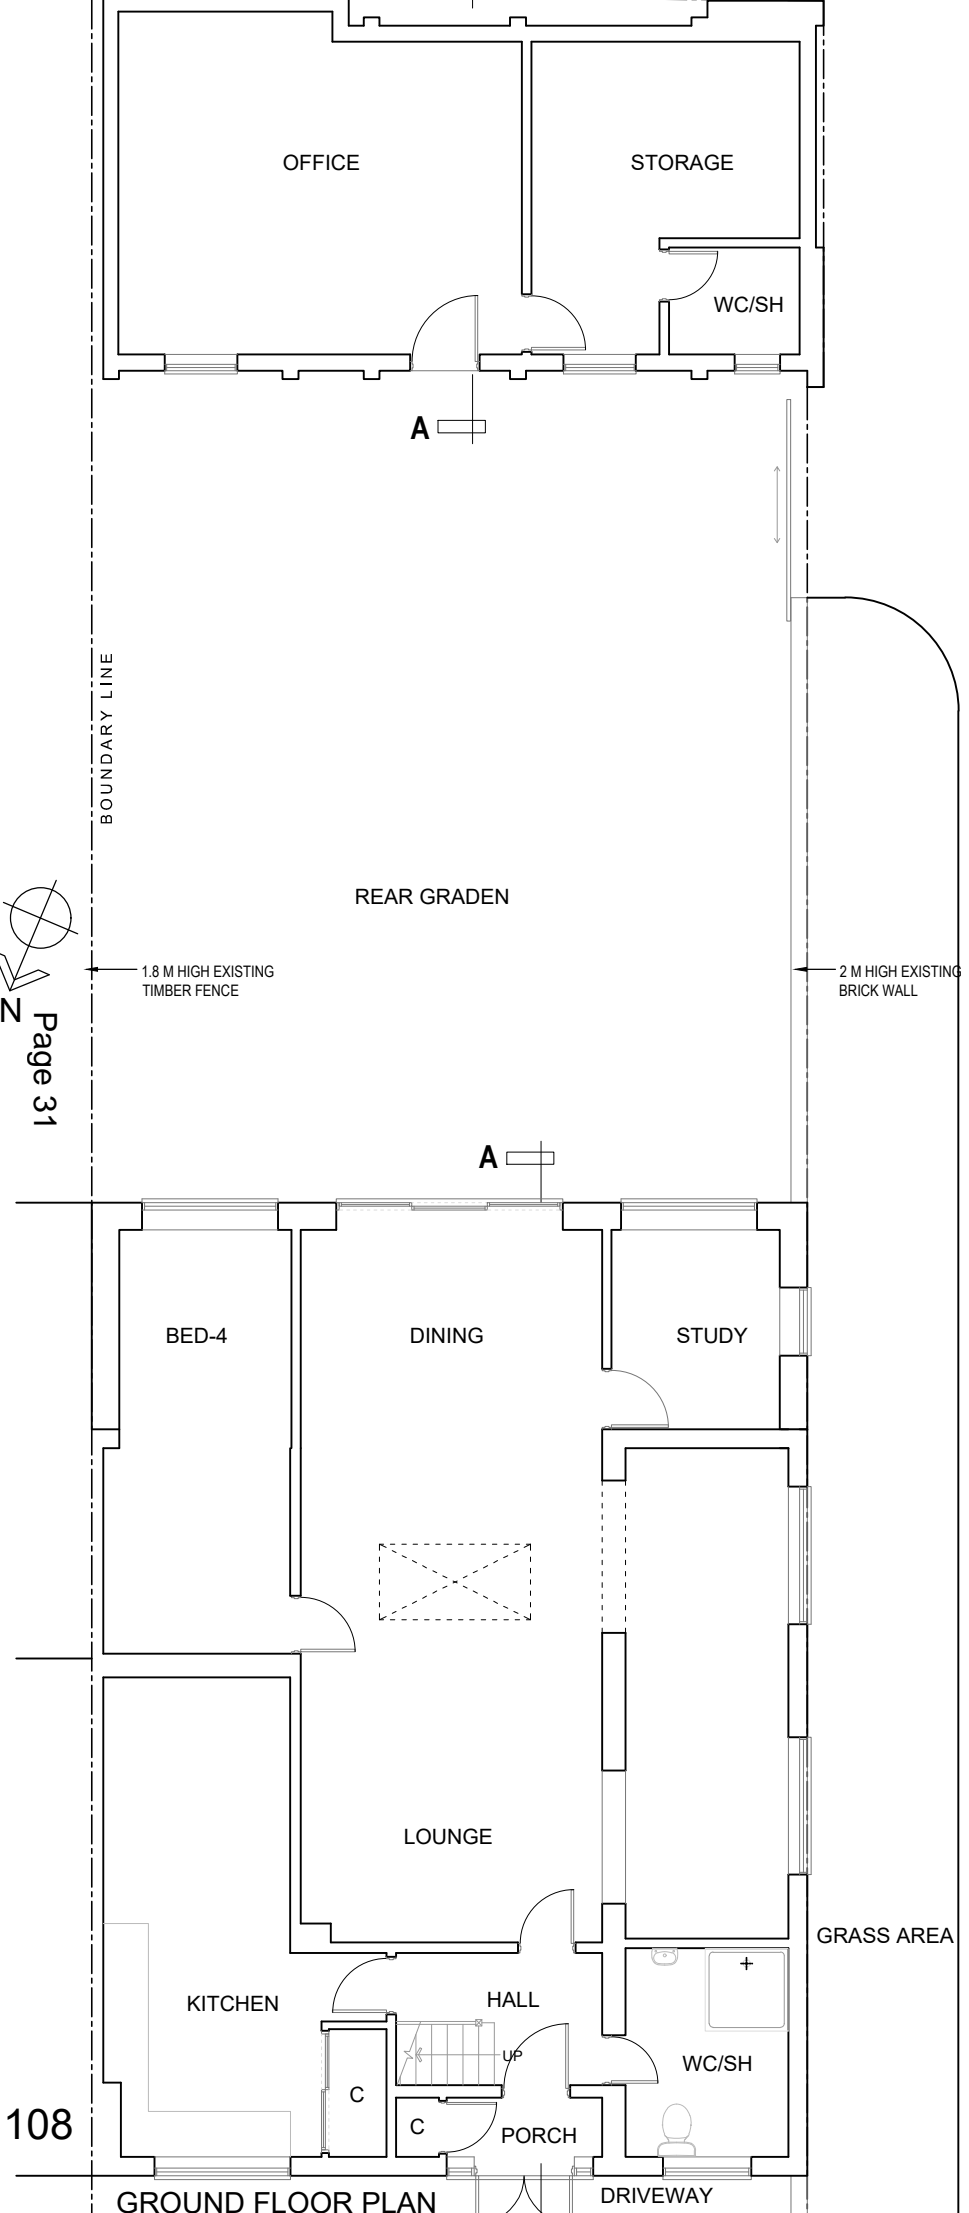 OFFICE
STORAGE
WC/SH
A
BOUNDARY LINE
REAR GRADEN
1.8 M HIGH EXISTING
TIMBER FENCE
2 M HIGH EXISTING
BRICK WALL
N
Page 31
A
BED-4
DINING
STUDY
LOUNGE
GRASS AREA
KITCHEN
HALL
UP
WC/SH
C
C
PORCH
108
GROUND FLOOR PLAN
DRIVEWAY